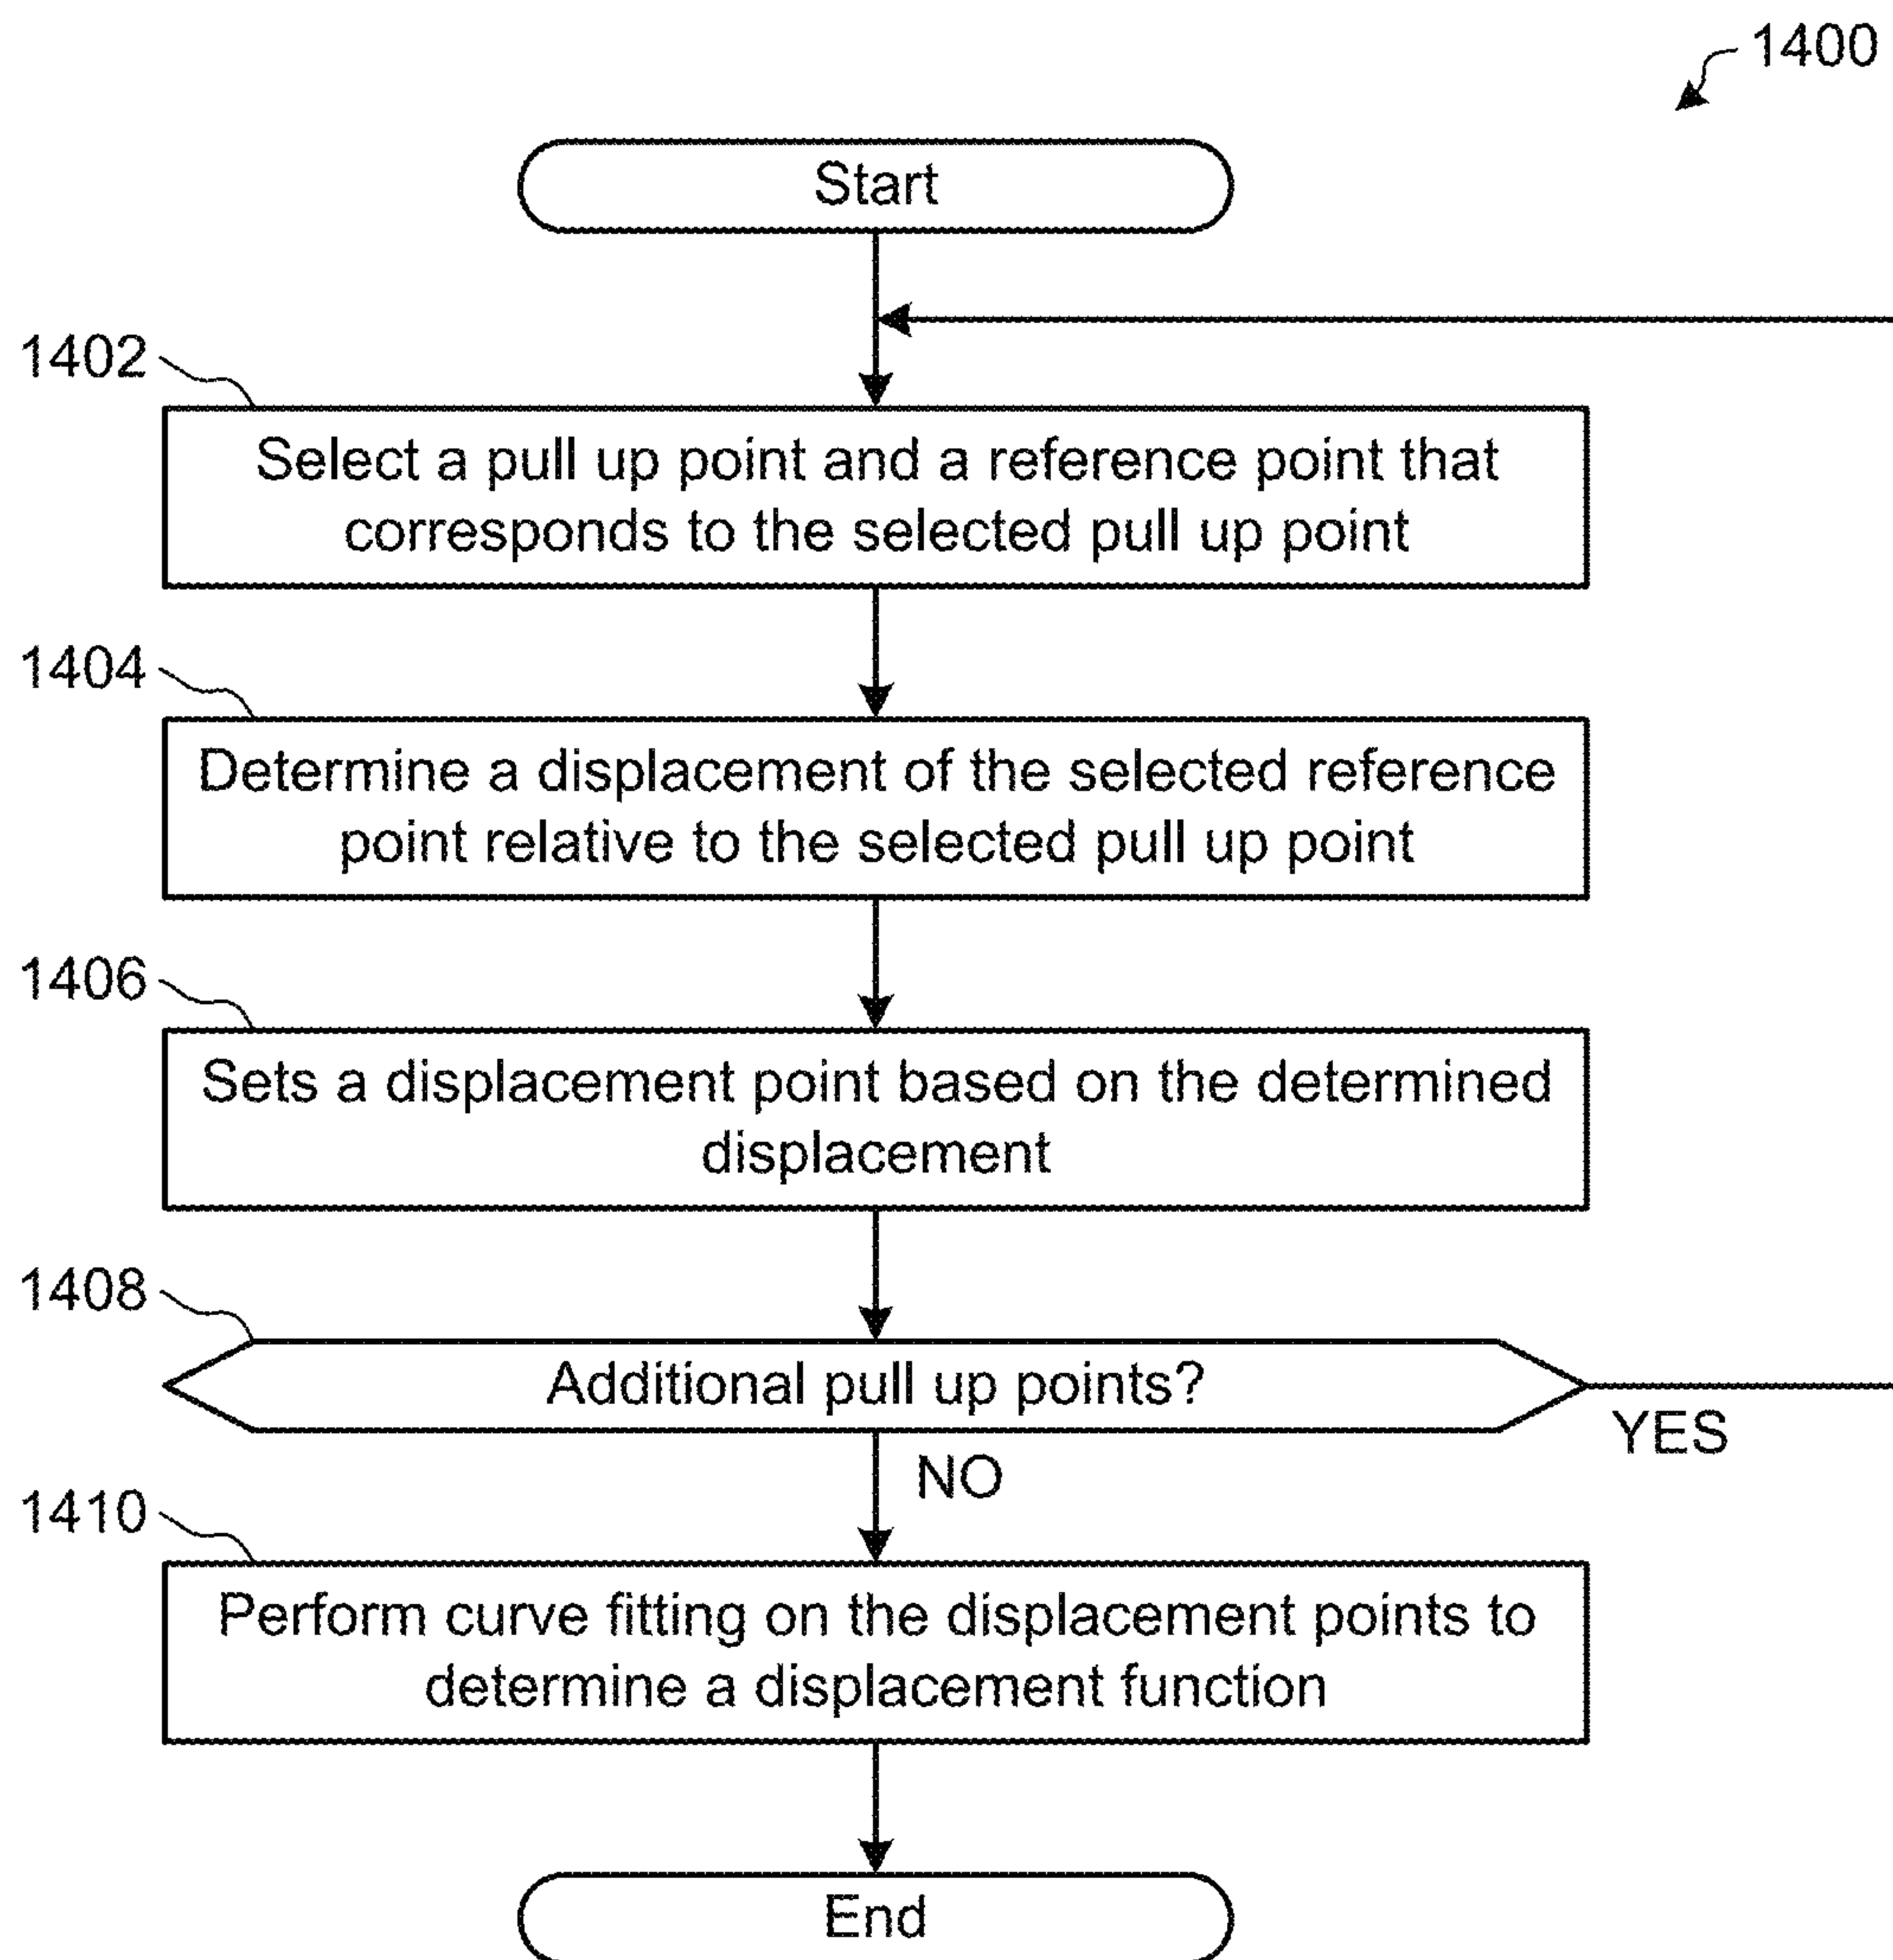 1400
Start
1402
Select a pull up point and a reference point that
corresponds to the selected pull up point
1404
Determine a displacement of the selected reference
point relative to the selected pull up point
1406
Sets a displacement point based on the determined
displacement
1408
Additional pull up points?
YES
NO
1410
Perform curve fitting on the displacement points to
determine a displacement function
End